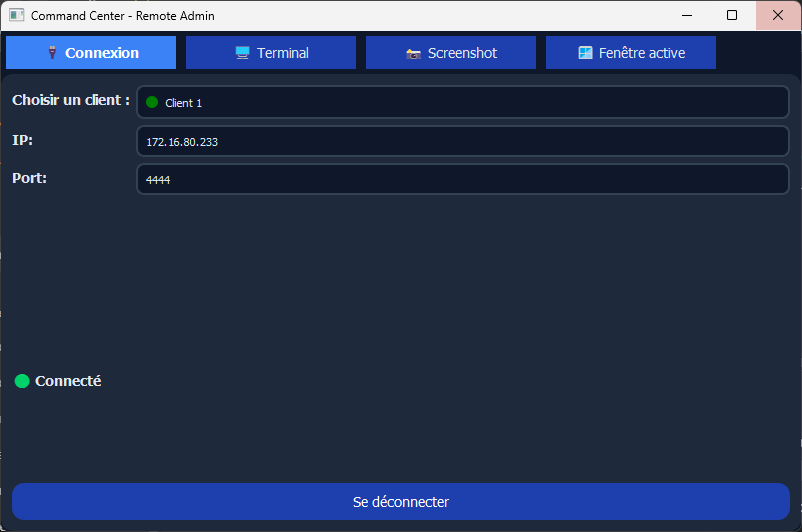 Command Center - Remote Admin
Connexion Terminal Screenshot Fenêtre active
Choisir un client : Client 1
IP: 172.16.80.233
Port: 4444
Connecté
Se déconnecter